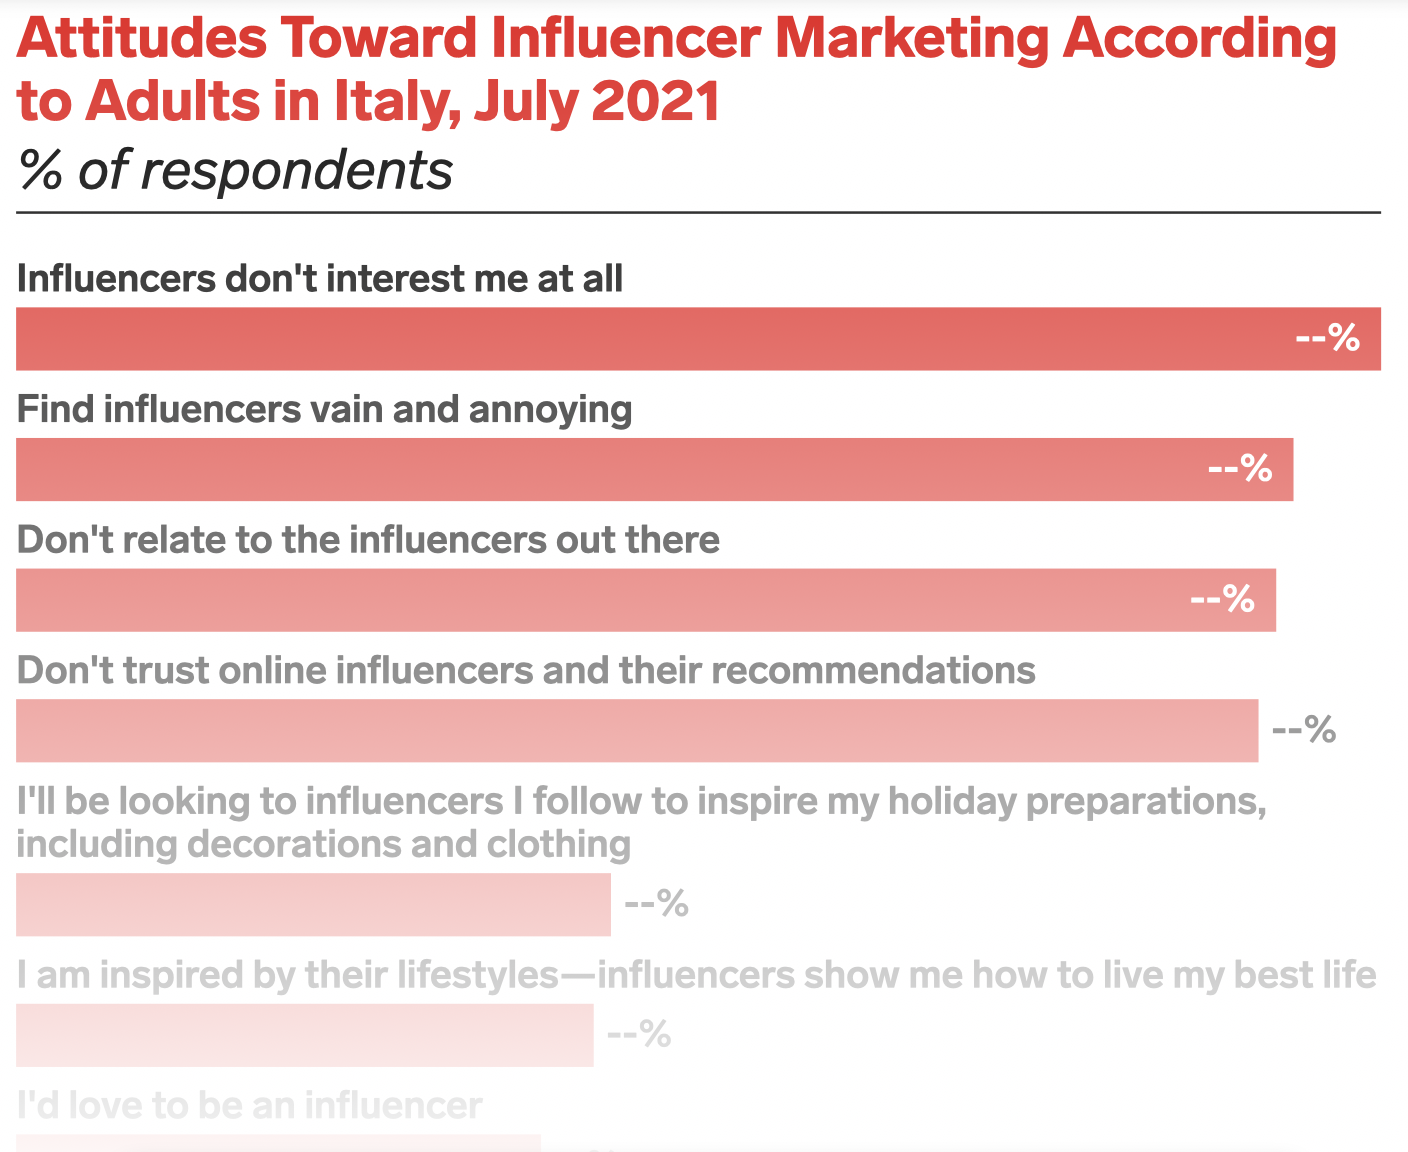 Attitudes Toward Influencer Marketing According
to Adults in Italy, July 2021
% of respondents
Influencers don't interest me at all
--%
Find influencers vain and annoying
--%
Don't relate to the influencers out there
--%
Don't trust online influencers and their recommendations
--%
I'll be looking to influencers I follow to inspire my holiday preparations,
including decorations and clothing
--%
I am inspired by their lifestyles—influencers show me how to live my best life
--%
I'd love to be an influencer